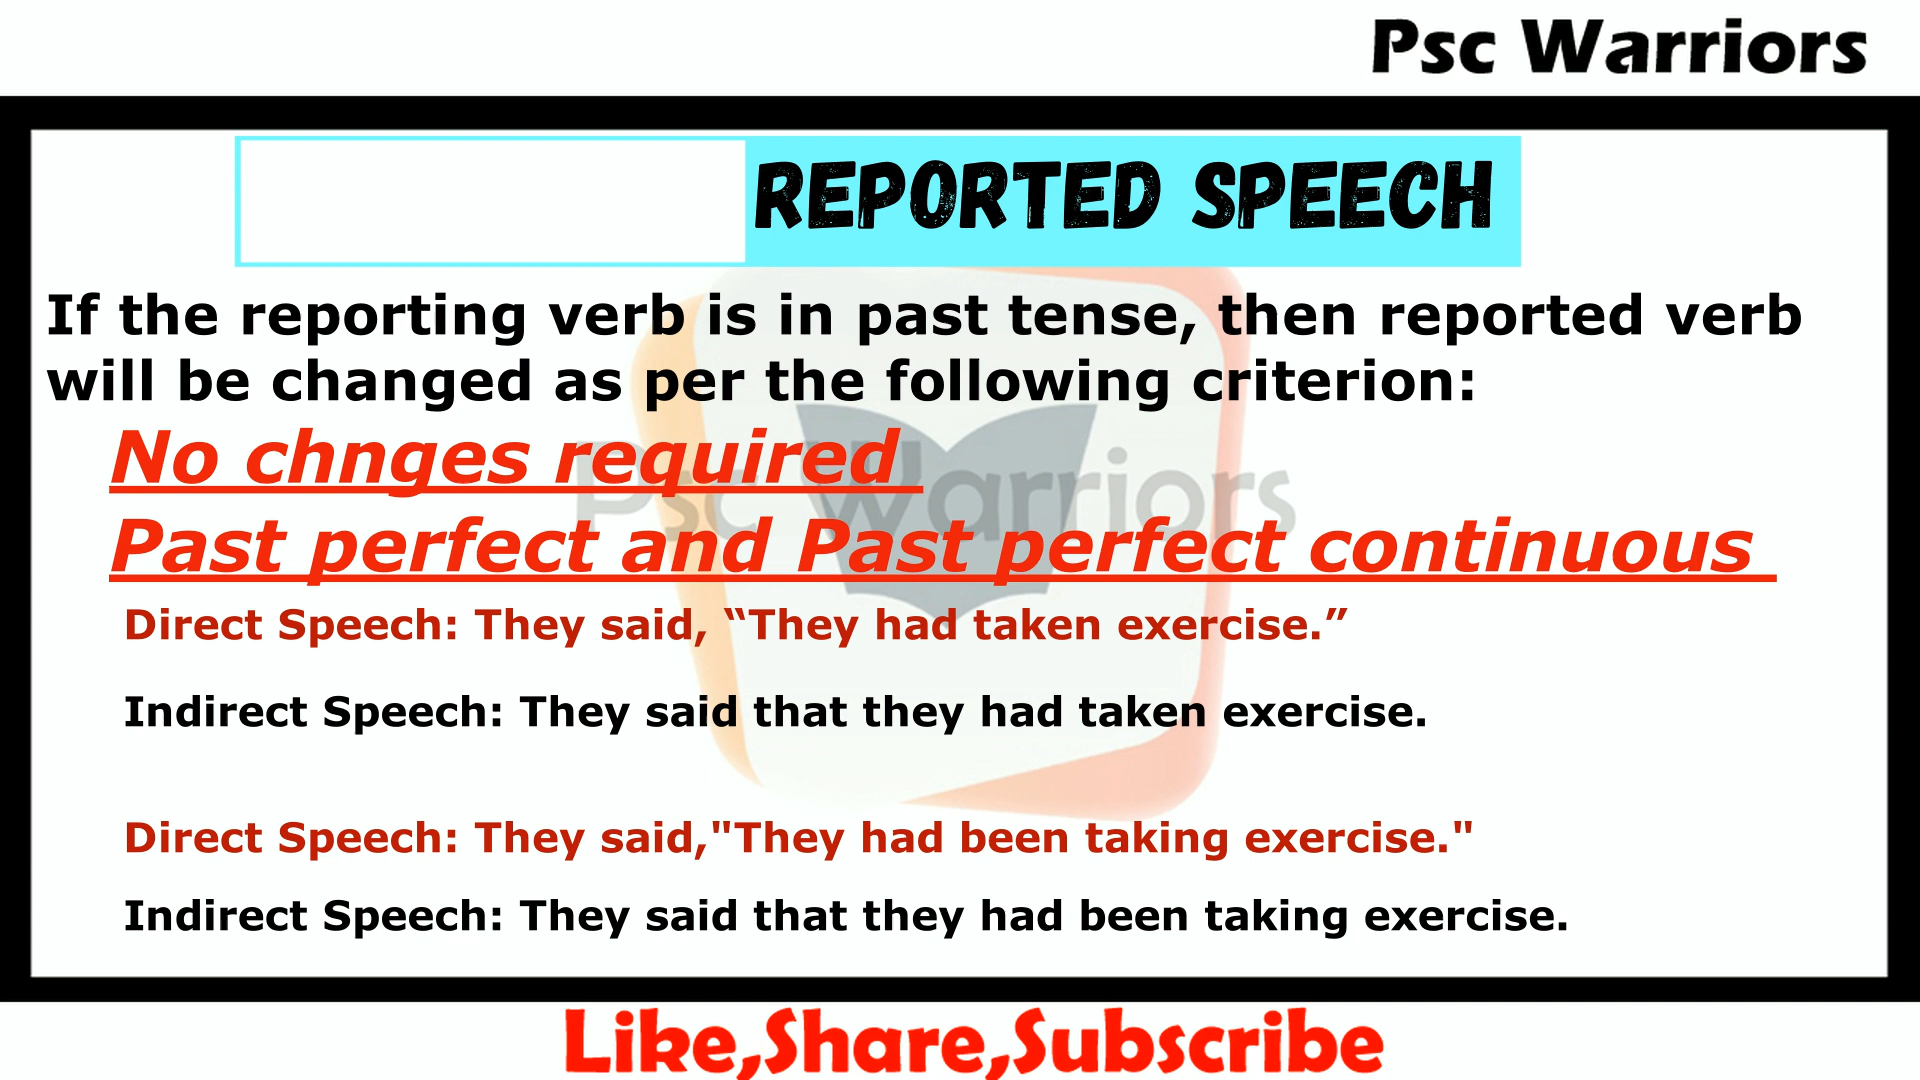 Psc Warriors
REPORTED SPEECH
If the reporting verb is in past tense, then reported verb
will be changed as per the following criterion:
No chnges required
Psc Warriors
Past perfect and Past perfect continuous
Direct Speech: They said, “They had taken exercise.”
Indirect Speech: They said that they had taken exercise.
Direct Speech: They said,"They had been taking exercise."
Indirect Speech: They said that they had been taking exercise.
Like,Share,Subscribe